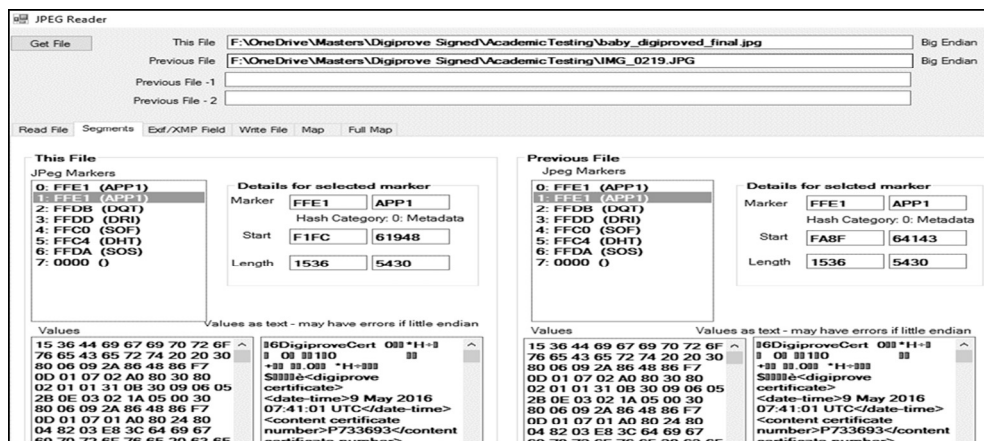 JPEG Reader
Get File
This File F:\OneDrive\Masters\Digiprove Signed\AcademicTesting\baby_digiproved_final.jpg Big Endian
Previous File F:\OneDrive\Masters\Digiprove Signed\AcademicTesting\IMG_0219.JPG Big Endian
Previous File -1
Previous File - 2
Read File Segments Exif/XMP Field Write File Map Full Map
This File
JPeg Markers
0: FFE1 (APP1)
1: FFE1 (APP1)
2: FFDB (DQT)
3: FFDD (DRI)
4: FFC0 (SOF)
5: FFC4 (DHT)
6: FFDA (SOS)
7: 0000 ()
Details for selected marker
Marker FFE1 APP1
Hash Category: 0: Metadata
Start F1FC 61948
Length 1536 5430
Values
Values as text - may have errors if little endian
15 36 44 69 67 69 70 72 6F
76 65 43 65 72 74 20 20 30
80 06 09 2A 86 48 86 F7
0D 01 07 02 A0 80 30 80
02 01 01 31 0B 30 09 06 05
2B 0E 03 02 1A 05 00 30
80 06 09 2A 86 48 86 F7
0D 01 07 01 A0 80 24 80
04 82 03 E8 3C 64 69 67
6DigiproveCert
<digiprove
certificate>
<date-time>9 May 2016
07:41:01 UTC</date-time>
<content certificate
number>P733693</content
certificate number>
Previous File
Jpeg Markers
0: FFE1 (APP1)
1: FFE1 (APP1)
2: FFDB (DQT)
3: FFDD (DRI)
4: FFC0 (SOF)
5: FFC4 (DHT)
6: FFDA (SOS)
7: 0000 ()
Details for selcted marker
Marker FFE1 APP1
Hash Category: 0: Metadata
Start FA8F 64143
Length 1536 5430
Values
Values as text - may have errors if little endian
15 36 44 69 67 69 70 72 6F
76 65 43 65 72 74 20 20 30
80 06 09 2A 86 48 86 F7
0D 01 07 02 A0 80 30 80
02 01 01 31 0B 30 09 06 05
2B 0E 03 02 1A 05 00 30
80 06 09 2A 86 48 86 F7
0D 01 07 01 A0 80 24 80
04 82 03 E8 3C 64 69 67
6DigiproveCert
<digiprove
certificate>
<date-time>9 May 2016
07:41:01 UTC</date-time>
<content certificate
number>P733693</content
certificate number>